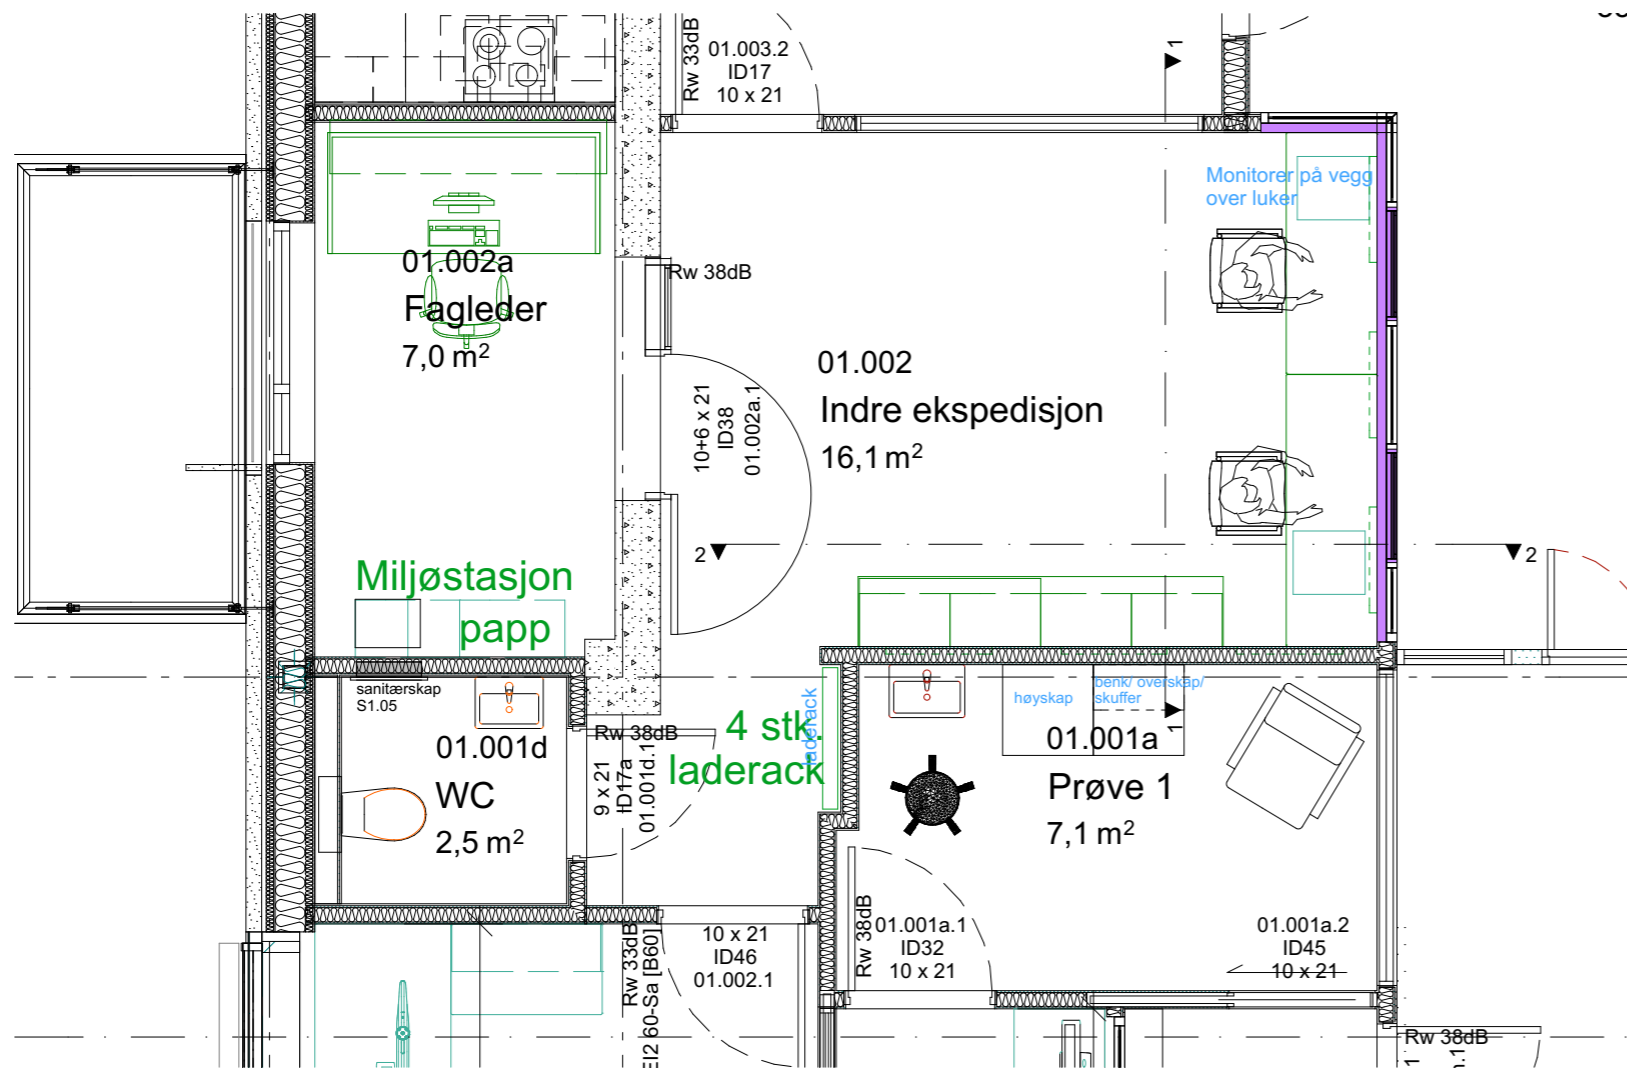 Rw 33dB
01.003.2
ID17
10 x 21
1
Monitorer på vegg
over luker
01.002a
Fagleder
7,0 m²
Rw 38dB
10+6 x 21
ID38
01.002a.1
01.002
Indre ekspedisjon
16,1 m²
2
2
Miljøstasjon
papp
sanitærskap
S1.05
01.001d
WC
2,5 m²
Rw 38dB
9 x 21
ID17a
01.001d.1
4 stk.
laderack
laderack
høyskap
benk/ overskap/
skuffer
1
01.001a
Prøve 1
7,1 m²
Rw 33dB
EI2 60-Sa [B60]
10 x 21
ID46
01.002.1
Rw 38dB
01.001a.1
ID32
10 x 21
01.001a.2
ID45
10 x 21
Rw 38dB